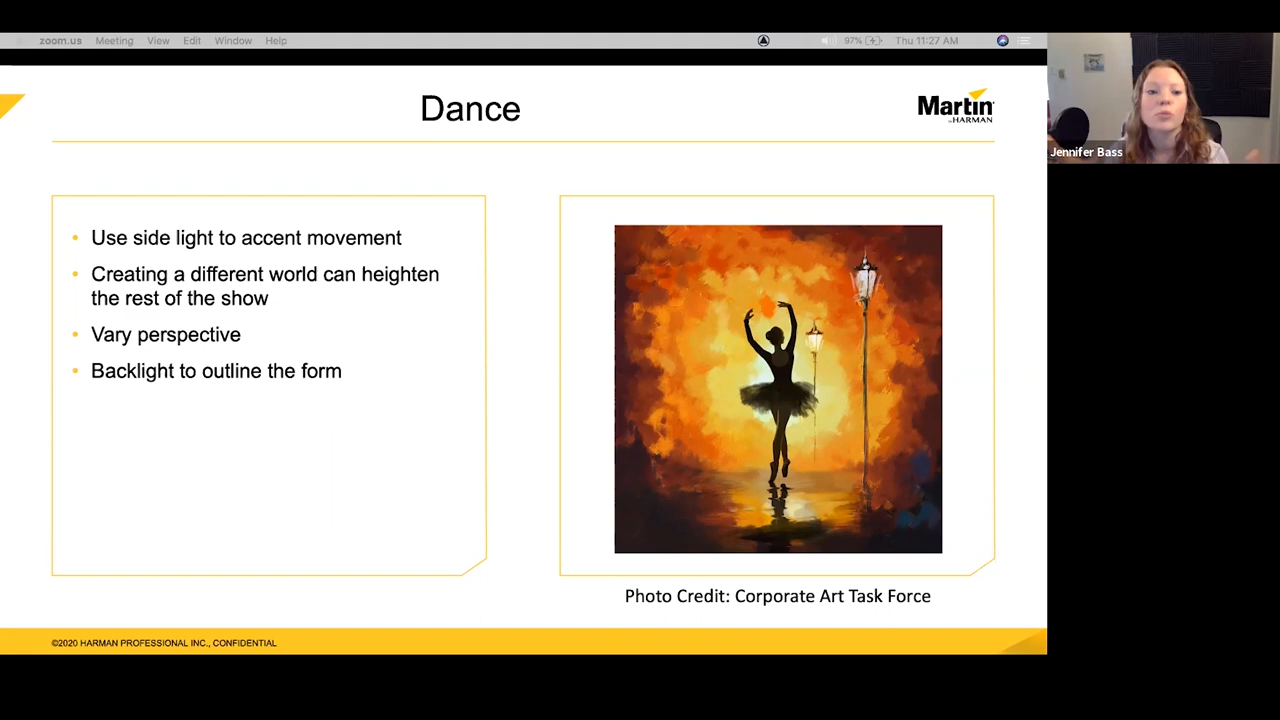 zoom.us Meeting View Edit Window Help 97% Thu 11:27 AM
Dance
Martin
by HARMAN
Jennifer Bass
• Use side light to accent movement
• Creating a different world can heighten
the rest of the show
• Vary perspective
• Backlight to outline the form
Photo Credit: Corporate Art Task Force
©2020 HARMAN PROFESSIONAL INC., CONFIDENTIAL